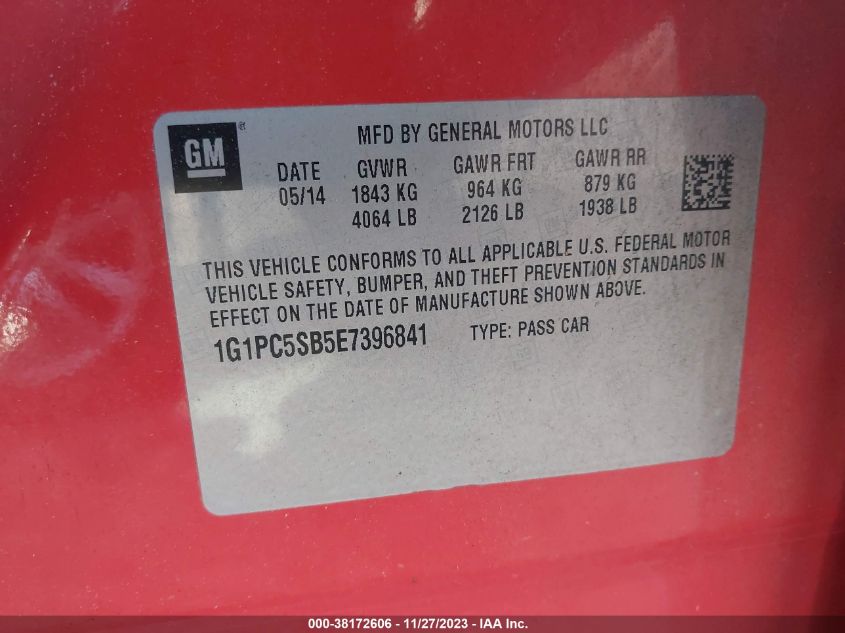 GM ®
MFD BY GENERAL MOTORS LLC
DATE GVWR GAWR FRT GAWR RR
05/14 1843 KG 964 KG 879 KG
4064 LB 2126 LB 1938 LB
THIS VEHICLE CONFORMS TO ALL APPLICABLE U.S. FEDERAL MOTOR
VEHICLE SAFETY, BUMPER, AND THEFT PREVENTION STANDARDS IN
EFFECT ON THE DATE OF MANUFACTURE SHOWN ABOVE.
1G1PC5SB5E7396841 TYPE: PASS CAR
000-38172606 - 11/27/2023 - IAA Inc.